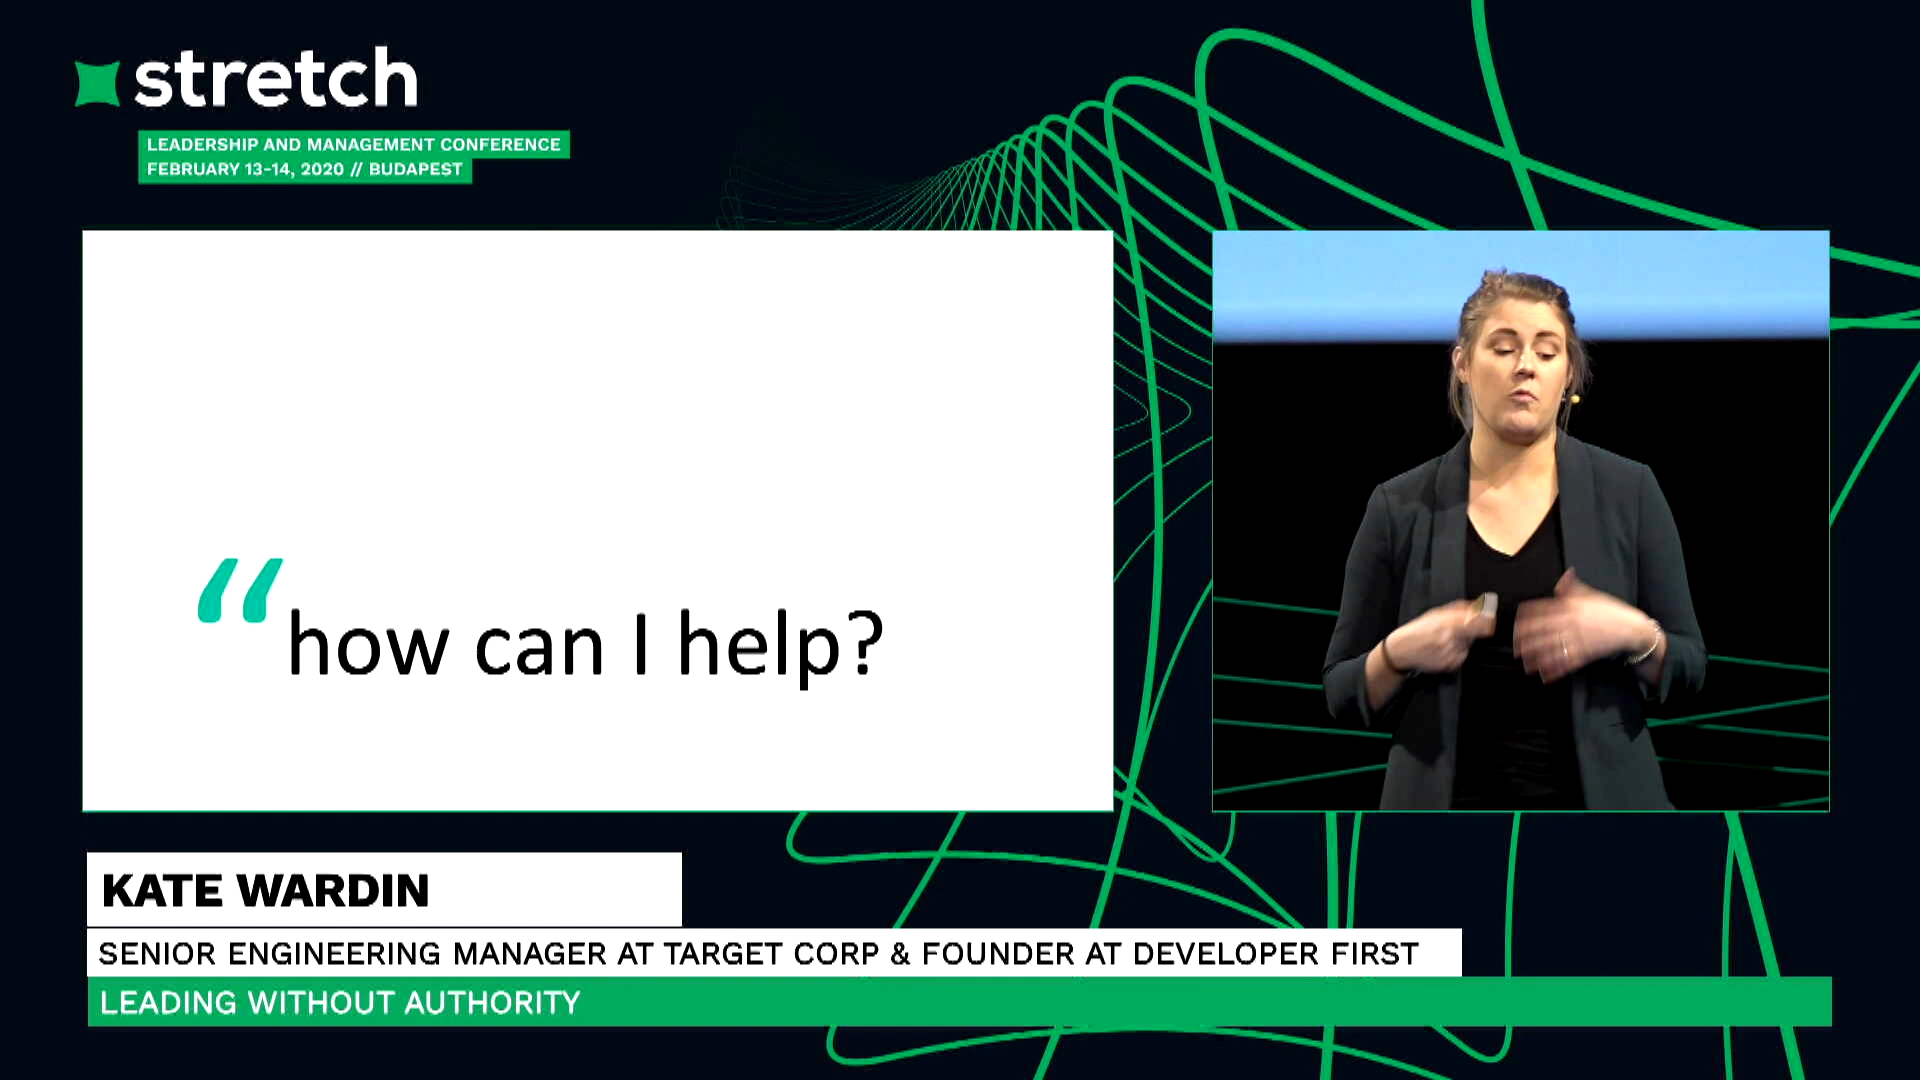 stretch
LEADERSHIP AND MANAGEMENT CONFERENCE
FEBRUARY 13-14, 2020 // BUDAPEST
“how can I help?
KATE WARDIN
SENIOR ENGINEERING MANAGER AT TARGET CORP & FOUNDER AT DEVELOPER FIRST
LEADING WITHOUT AUTHORITY